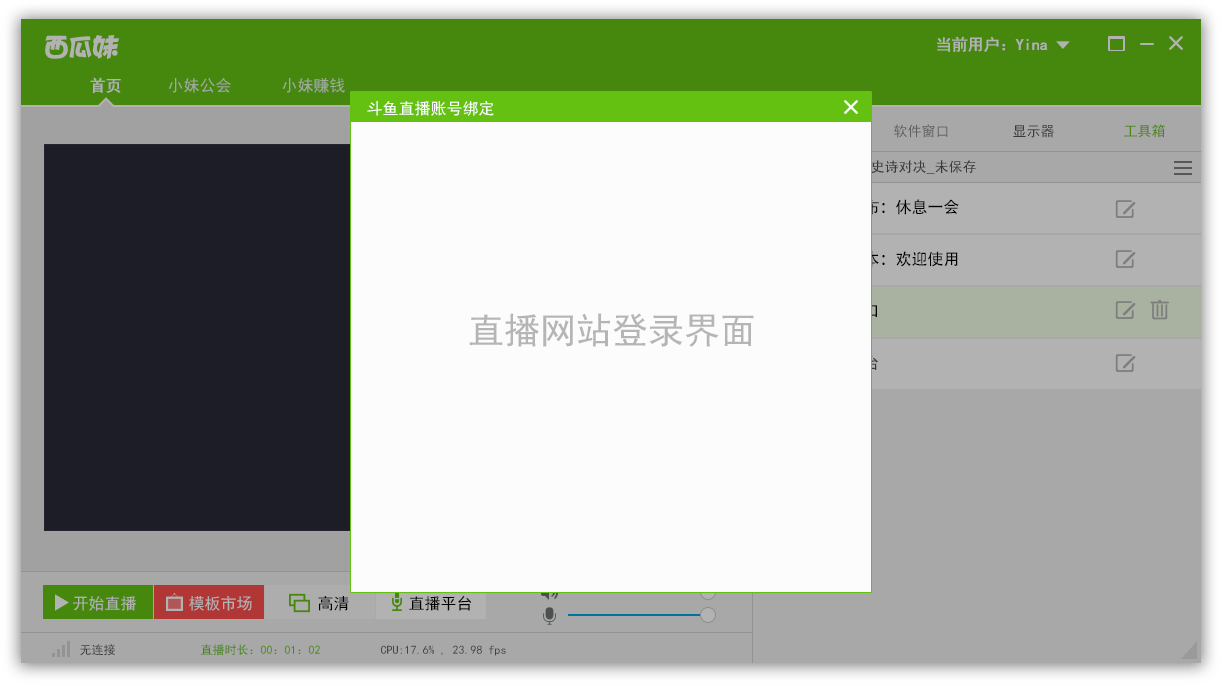 西瓜妹
当前用户：Yina
首页 小妹公会 小妹赚钱
斗鱼直播账号绑定
软件窗口 显示器 工具箱
史诗对决_未保存
布：休息一会
本：欢迎使用
口
台
直播网站登录界面
开始直播 模板市场 高清 直播平台
无连接 直播时长：00：01：02 CPU:17.6% , 23.98 fps